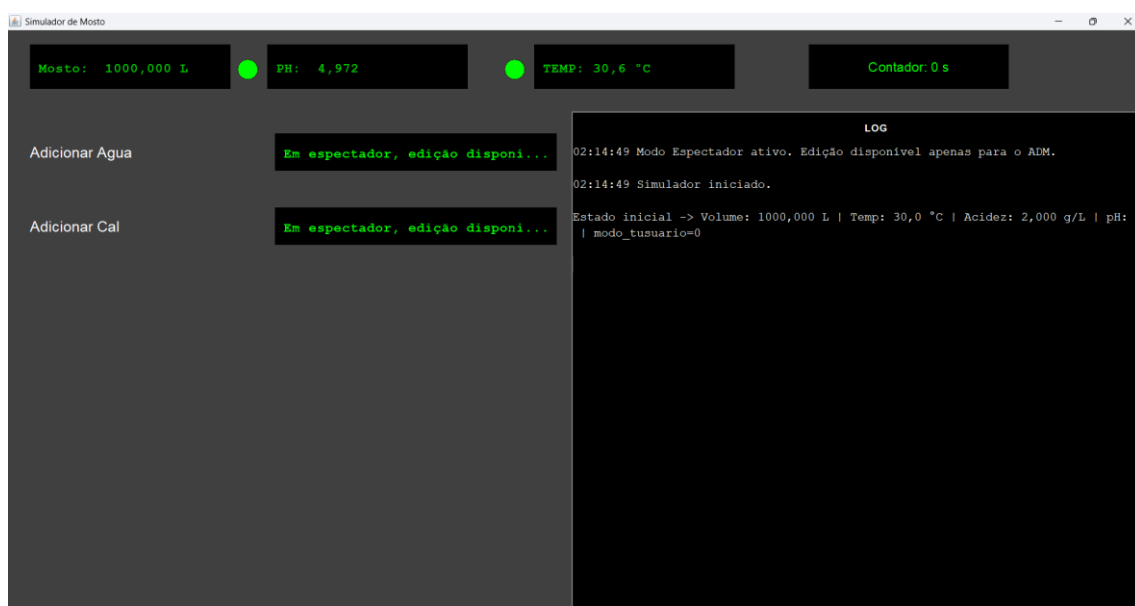 Simulador de Mosto
Mosto: 1000,000 L
PH: 4,972
TEMP: 30,6 °C
Contador: 0 s
Adicionar Agua
Em espectador, edição disponi...
Adicionar Cal
Em espectador, edição disponi...
LOG
02:14:49 Modo Espectador ativo. Edição disponível apenas para o ADM.
02:14:49 Simulador iniciado.
Estado inicial -> Volume: 1000,000 L | Temp: 30,0 °C | Acidez: 2,000 g/L | pH:
| modo_tusuario=0